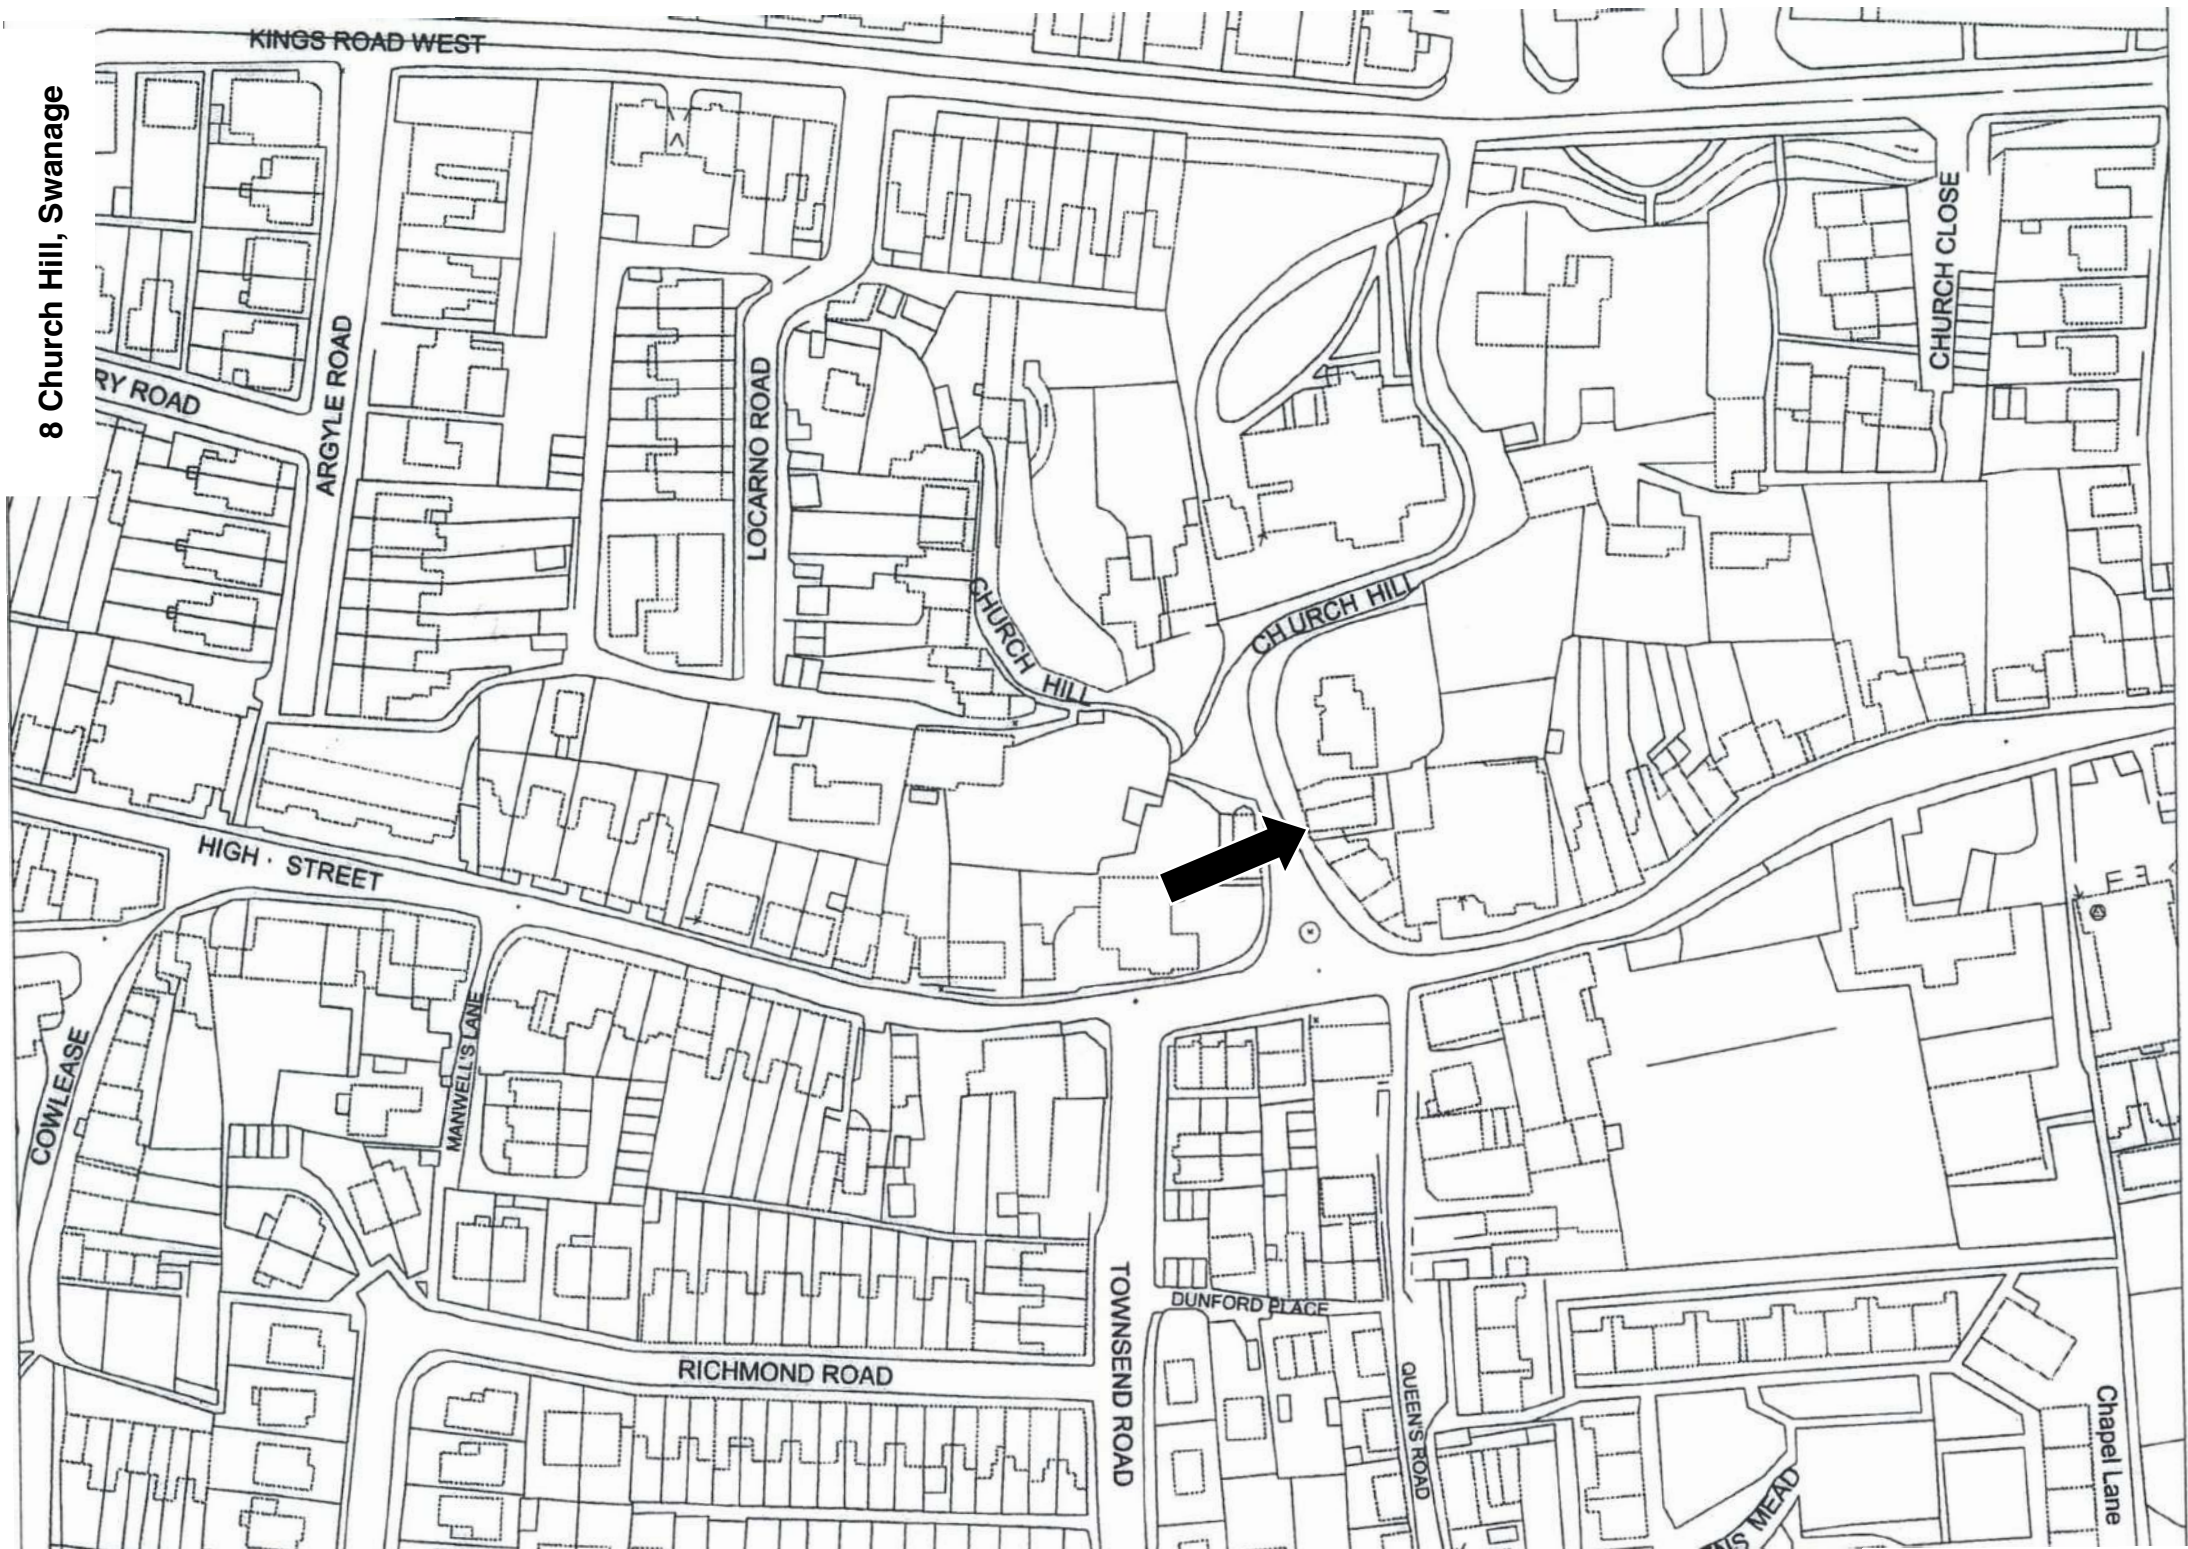 8 Church Hill, Swanage
KINGS ROAD WEST
RY ROAD
ARGYLE ROAD
LOCARNO ROAD
CHURCH HILL
CHURCH HILL
CHURCH CLOSE
HIGH STREET
COWLEASE
MANWELL'S LANE
TOWNSEND ROAD
DUNFORD PLACE
RICHMOND ROAD
QUEEN'S ROAD
MEAD
Chapel Lane